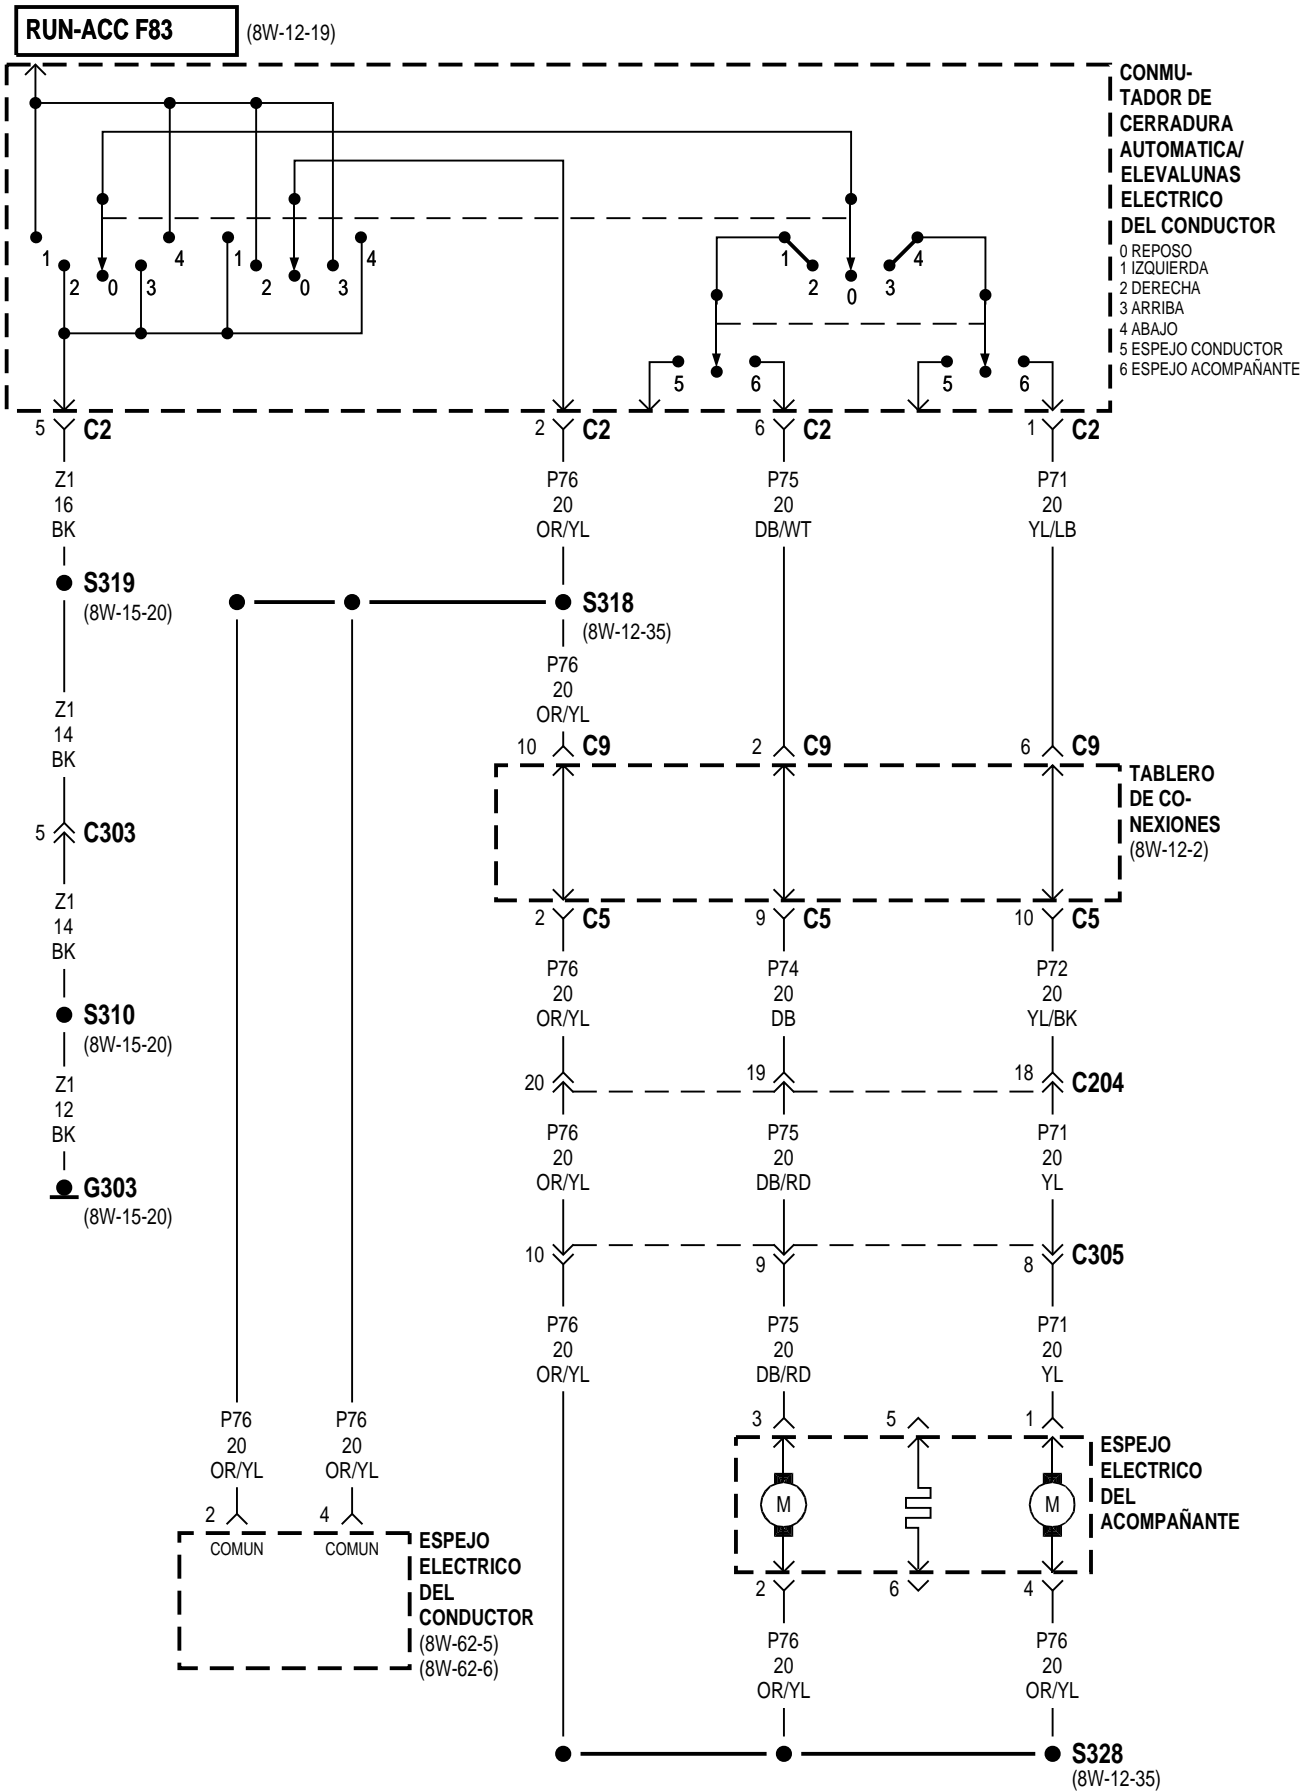 RUN-ACC F83 (8W-12-19)
CONMU-
TADOR DE
CERRADURA
AUTOMATICA/
ELEVALUNAS
ELECTRICO
DEL CONDUCTOR
0 REPOSO
1 IZQUIERDA
2 DERECHA
3 ARRIBA
4 ABAJO
5 ESPEJO CONDUCTOR
6 ESPEJO ACOMPAÑANTE
1 4 1 4 1 4
2 0 3 2 0 3 2 0 3
5 6 5 6
5 C2 2 C2 6 C2 1 C2
Z1 P76 P75 P71
16 20 20 20
BK OR/YL DB/WT YL/LB
S319
(8W-15-20)
S318
(8W-12-35)
P76
20
OR/YL
Z1
14
BK
10 C9 2 C9 6 C9
TABLERO
DE CO-
NEXIONES
(8W-12-2)
5 C303
Z1
14
BK
2 C5 9 C5 10 C5
P76 P74 P72
20 20 20
OR/YL DB YL/BK
S310
(8W-15-20)
Z1
12
BK
20 19 18 C204
P76 P75 P71
20 20 20
OR/YL DB/RD YL
G303
(8W-15-20)
10 9 8 C305
P76 P75 P71
20 20 20
OR/YL DB/RD YL
P76 P76
20 20
OR/YL OR/YL
2 4
COMUN COMUN
ESPEJO
ELECTRICO
DEL
CONDUCTOR
(8W-62-5)
(8W-62-6)
3 5 1
M M
ESPEJO
ELECTRICO
DEL
ACOMPAÑANTE
2 6 4
P76 P76
20 20
OR/YL OR/YL
S328
(8W-12-35)